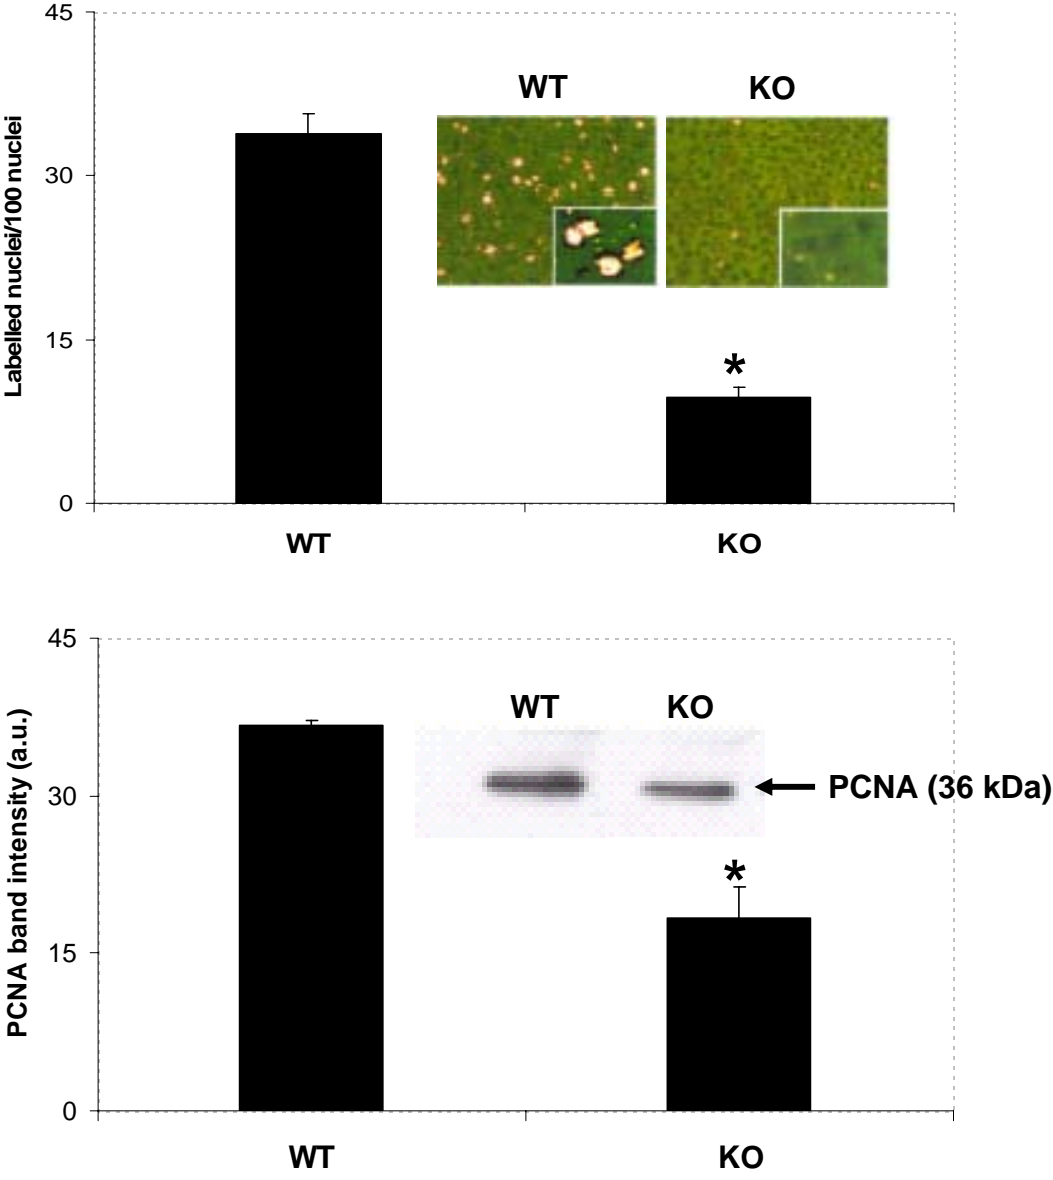 45
WT KO
Labelled nuclei/100 nuclei
30
15
*
0
WT KO
45
WT KO
PCNA band intensity (a.u.)
30
PCNA (36 kDa)
*
15
0
WT KO